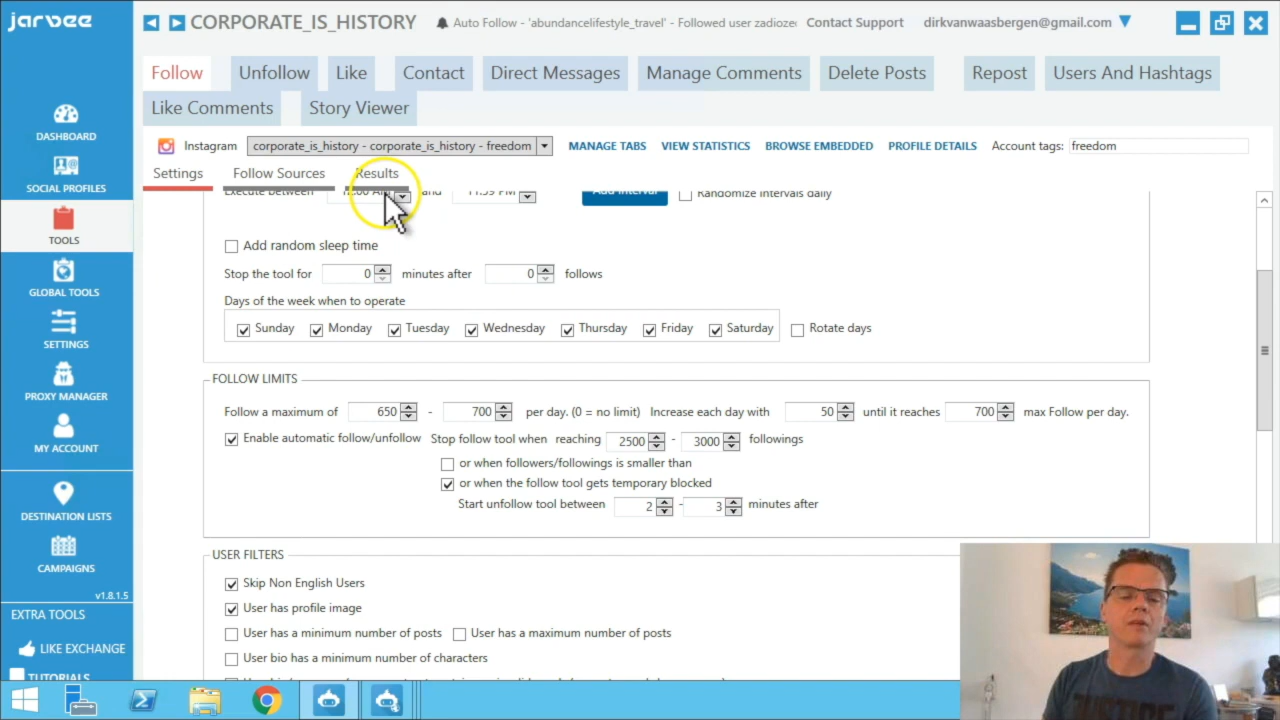 jarvee
CORPORATE_IS_HISTORY
Auto Follow - 'abundancelifestyle_travel' - Followed user zadiozec
Contact Support
dirkvanwaasbergen@gmail.com
Follow
Unfollow
Like
Contact
Direct Messages
Manage Comments
Delete Posts
Repost
Users And Hashtags
Like Comments
Story Viewer
Instagram
corporate_is_history - corporate_is_history - freedom
MANAGE TABS
VIEW STATISTICS
BROWSE EMBEDDED
PROFILE DETAILS
Account tags: freedom
Settings
Follow Sources
Results
DASHBOARD
SOCIAL PROFILES
TOOLS
GLOBAL TOOLS
SETTINGS
PROXY MANAGER
MY ACCOUNT
DESTINATION LISTS
CAMPAIGNS
v1.8.1.5
EXTRA TOOLS
LIKE EXCHANGE
TUTORIALS
Execute between and 11:59 PM
Randomize intervals daily
Add random sleep time
Stop the tool for 0 minutes after 0 follows
Days of the week when to operate
Sunday Monday Tuesday Wednesday Thursday Friday Saturday Rotate days
FOLLOW LIMITS
Follow a maximum of 650 - 700 per day. (0 = no limit) Increase each day with 50 until it reaches 700 max Follow per day.
Enable automatic follow/unfollow Stop follow tool when reaching 2500 - 3000 followings
or when followers/followings is smaller than
or when the follow tool gets temporary blocked
Start unfollow tool between 2 - 3 minutes after
USER FILTERS
Skip Non English Users
User has profile image
User has a minimum number of posts User has a maximum number of posts
User bio has a minimum number of characters